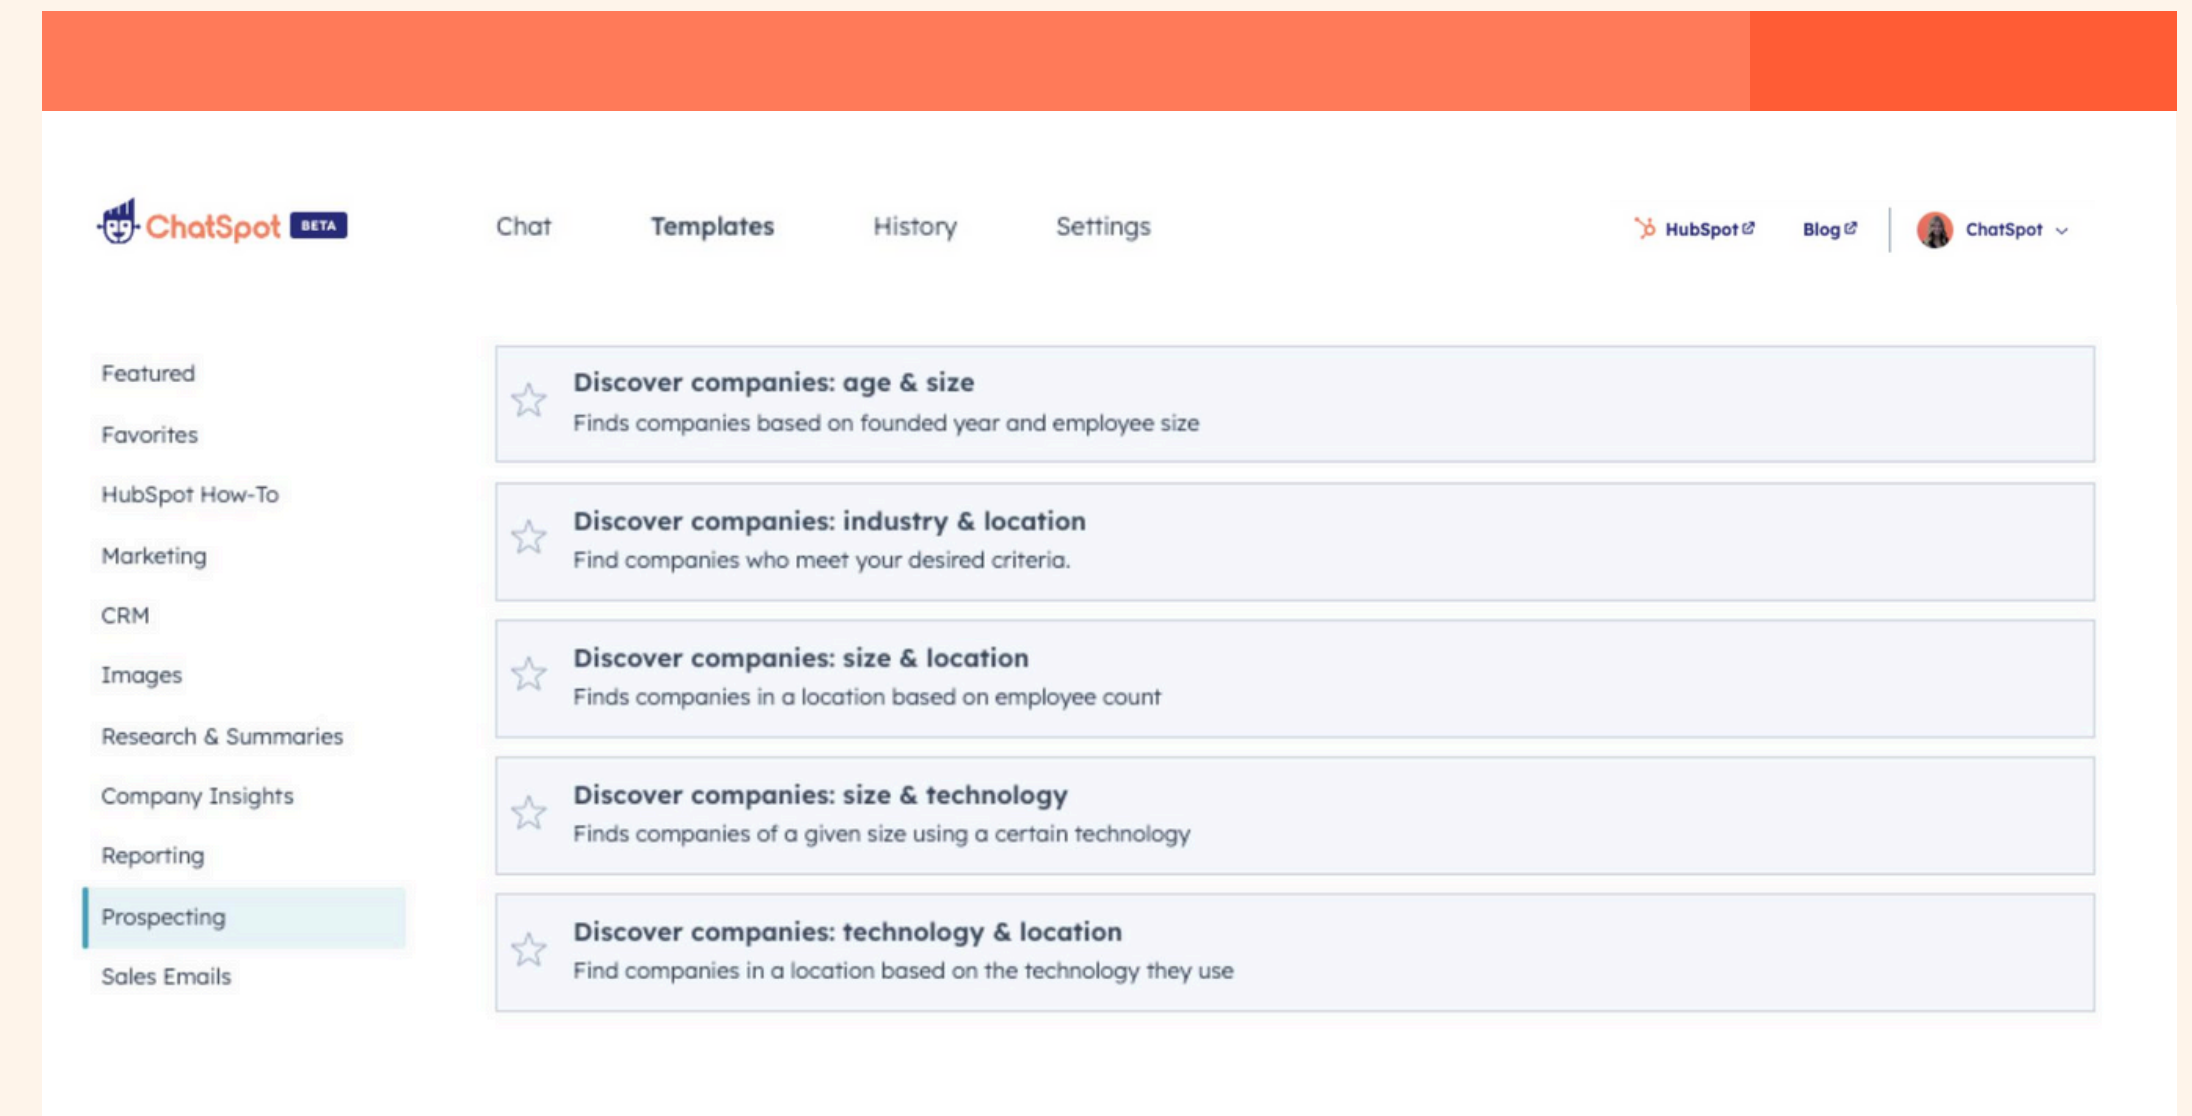 ChatSpot BETA
Chat Templates History Settings
HubSpot Blog ChatSpot
Featured
Favorites
HubSpot How-To
Marketing
CRM
Images
Research & Summaries
Company Insights
Reporting
Prospecting
Sales Emails
Discover companies: age & size
Finds companies based on founded year and employee size
Discover companies: industry & location
Find companies who meet your desired criteria.
Discover companies: size & location
Finds companies in a location based on employee count
Discover companies: size & technology
Finds companies of a given size using a certain technology
Discover companies: technology & location
Find companies in a location based on the technology they use